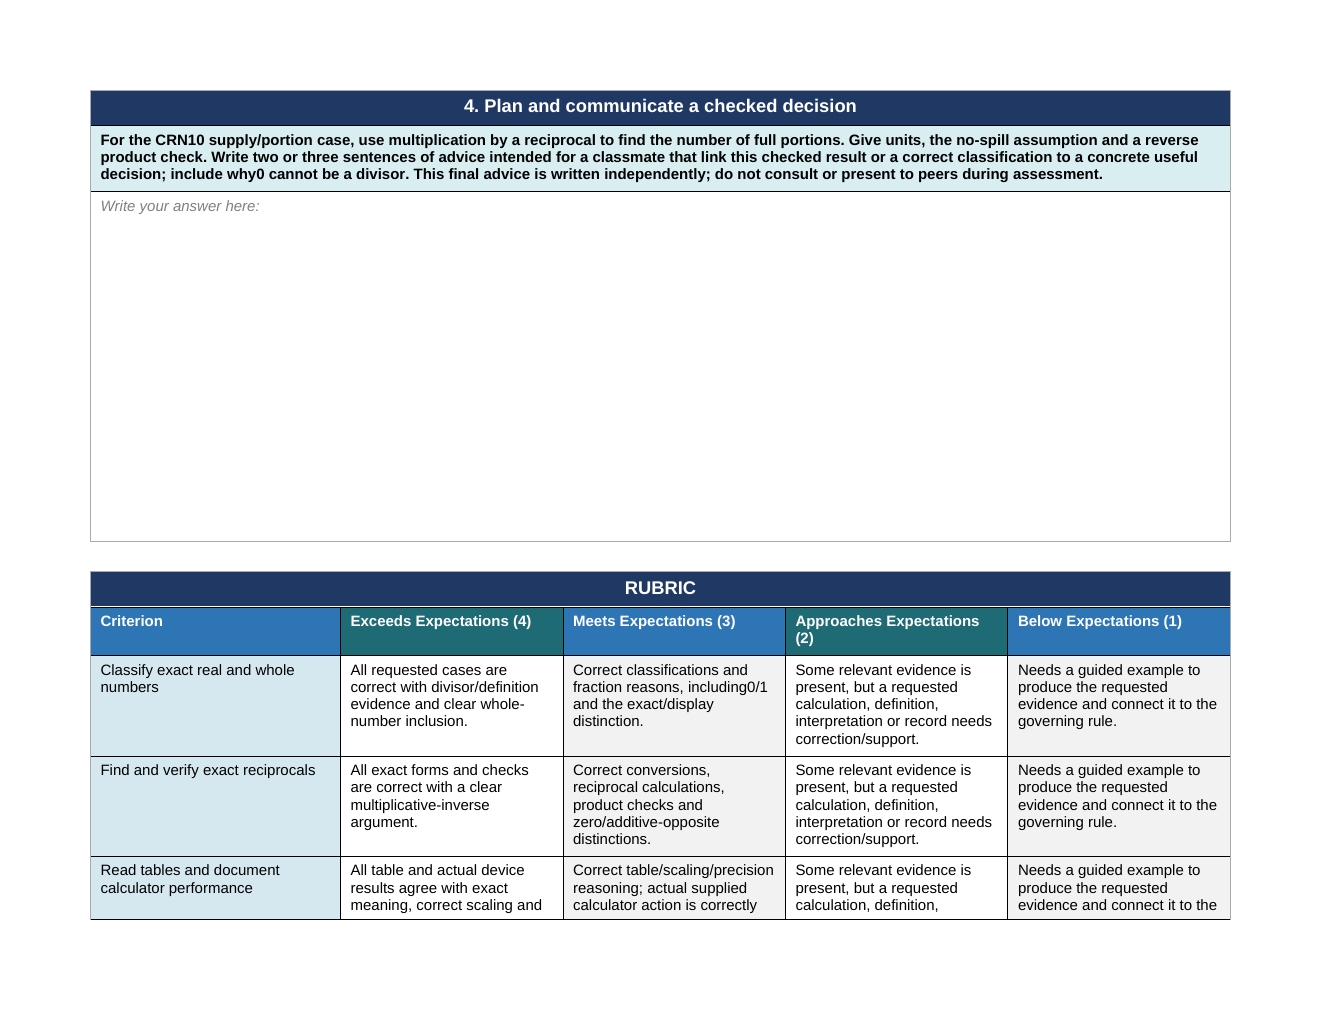 4. Plan and communicate a checked decision
For the CRN10 supply/portion case, use multiplication by a reciprocal to find the number of full portions. Give units, the no-spill assumption and a reverse
product check. Write two or three sentences of advice intended for a classmate that link this checked result or a correct classification to a concrete useful
decision; include why0 cannot be a divisor. This final advice is written independently; do not consult or present to peers during assessment.
Write your answer here:
RUBRIC
Criterion
Exceeds Expectations (4)
Meets Expectations (3)
Approaches Expectations
(2)
Below Expectations (1)
Classify exact real and whole
numbers
All requested cases are
correct with divisor/definition
evidence and clear whole-
number inclusion.
Correct classifications and
fraction reasons, including0/1
and the exact/display
distinction.
Some relevant evidence is
present, but a requested
calculation, definition,
interpretation or record needs
correction/support.
Needs a guided example to
produce the requested
evidence and connect it to the
governing rule.
Find and verify exact reciprocals
All exact forms and checks
are correct with a clear
multiplicative-inverse
argument.
Correct conversions,
reciprocal calculations,
product checks and
zero/additive-opposite
distinctions.
Some relevant evidence is
present, but a requested
calculation, definition,
interpretation or record needs
correction/support.
Needs a guided example to
produce the requested
evidence and connect it to the
governing rule.
Read tables and document
calculator performance
All table and actual device
results agree with exact
meaning, correct scaling and
Correct table/scaling/precision
reasoning; actual supplied
calculator action is correctly
Some relevant evidence is
present, but a requested
calculation, definition,
Needs a guided example to
produce the requested
evidence and connect it to the